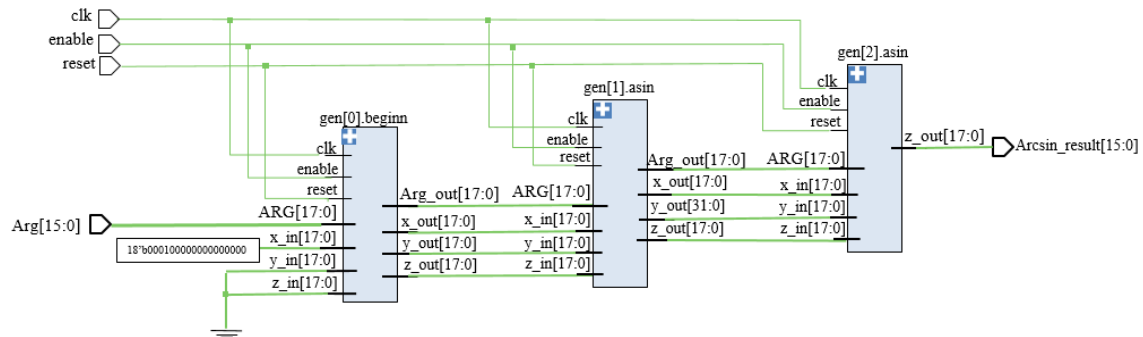 clk
enable
reset
gen[0].beginn
clk
enable
reset
ARG[17:0]
x_in[17:0]
y_in[17:0]
z_in[17:0]
Arg[15:0]
18'b000100000000000000
Arg_out[17:0]
x_out[17:0]
y_out[17:0]
z_out[17:0]
gen[1].asin
clk
enable
reset
ARG[17:0]
x_in[17:0]
y_in[17:0]
z_in[17:0]
Arg_out[17:0]
x_out[17:0]
y_out[31:0]
z_out[17:0]
gen[2].asin
clk
enable
reset
ARG[17:0]
x_in[17:0]
y_in[17:0]
z_in[17:0]
z_out[17:0]
Arcsin_result[15:0]